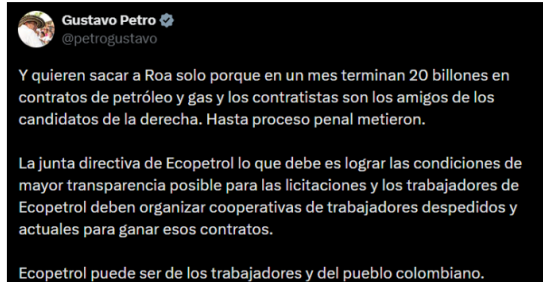 Gustavo Petro
@petrogustavo
Y quieren sacar a Roa solo porque en un mes terminan 20 billones en
contratos de petróleo y gas y los contratistas son los amigos de los
candidatos de la derecha. Hasta proceso penal metieron.
La junta directiva de Ecopetrol lo que debe es lograr las condiciones de
mayor transparencia posible para las licitaciones y los trabajadores de
Ecopetrol deben organizar cooperativas de trabajadores despedidos y
actuales para ganar esos contratos.
Ecopetrol puede ser de los trabajadores y del pueblo colombiano.